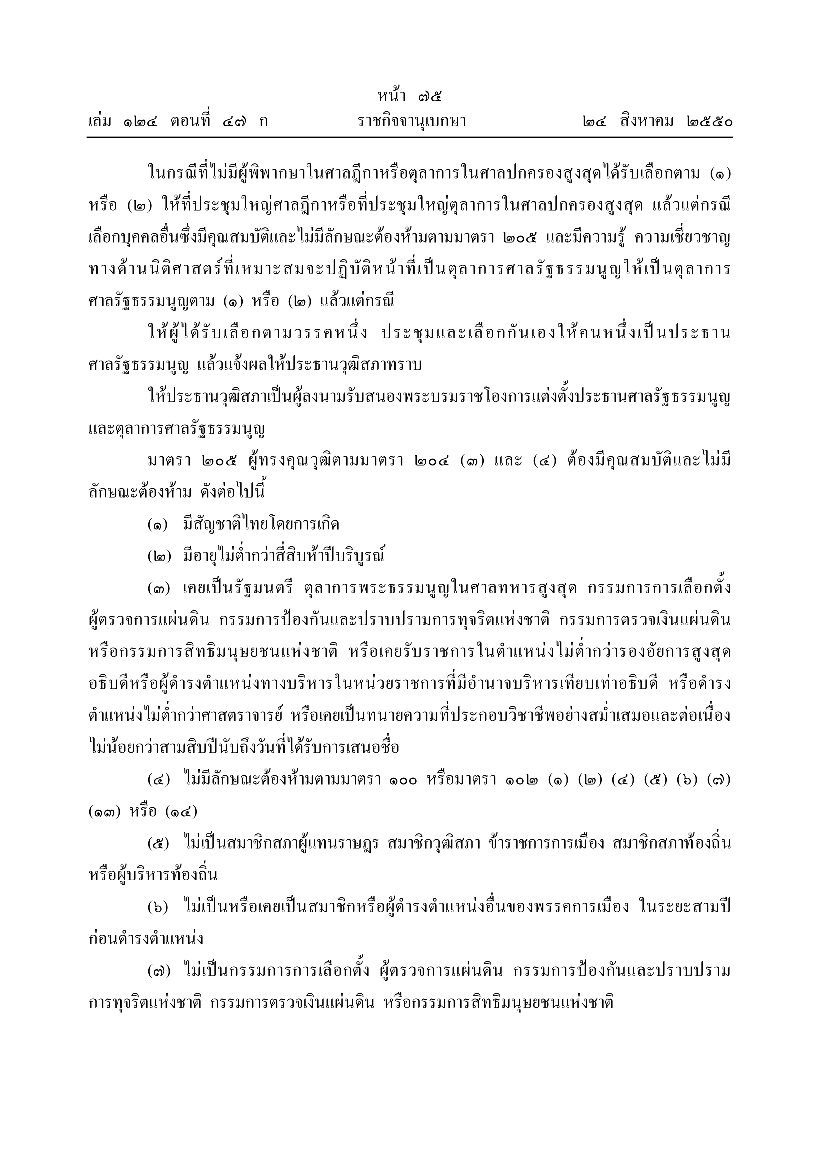 หน้า ๗๕
เล่ม ๑๒๔ ตอนที่ ๔๗ ก ราชกิจจานุเบกษา ๒๔ สิงหาคม ๒๕๕๐
ในกรณีที่ไม่มีผู้พิพากษาในศาลฎีกาหรือตุลาการในศาลปกครองสูงสุดได้รับเลือกตาม (๑)
หรือ (๒) ให้ที่ประชุมใหญ่ศาลฎีกาหรือที่ประชุมใหญ่ตุลาการในศาลปกครองสูงสุด แล้วแต่กรณี
เลือกบุคคลอื่นซึ่งมีคุณสมบัติและไม่มีลักษณะต้องห้ามตามมาตรา ๒๐๕ และมีความรู้ ความเชี่ยวชาญ
ทางด้านนิติศาสตร์ที่เหมาะสมจะปฏิบัติหน้าที่เป็นตุลาการศาลรัฐธรรมนูญให้เป็นตุลาการ
ศาลรัฐธรรมนูญตาม (๑) หรือ (๒) แล้วแต่กรณี
ให้ผู้ได้รับเลือกตามวรรคหนึ่ง ประชุมและเลือกกันเองให้คนหนึ่งเป็นประธาน
ศาลรัฐธรรมนูญ แล้วแจ้งผลให้ประธานวุฒิสภาทราบ
ให้ประธานวุฒิสภาเป็นผู้ลงนามรับสนองพระบรมราชโองการแต่งตั้งประธานศาลรัฐธรรมนูญ
และตุลาการศาลรัฐธรรมนูญ
มาตรา ๒๐๕ ผู้ทรงคุณวุฒิตามมาตรา ๒๐๔ (๓) และ (๔) ต้องมีคุณสมบัติและไม่มี
ลักษณะต้องห้าม ดังต่อไปนี้
(๑) มีสัญชาติไทยโดยการเกิด
(๒) มีอายุไม่ต่ำกว่าสี่สิบห้าปีบริบูรณ์
(๓) เคยเป็นรัฐมนตรี ตุลาการพระธรรมนูญในศาลทหารสูงสุด กรรมการการเลือกตั้ง
ผู้ตรวจการแผ่นดิน กรรมการป้องกันและปราบปรามการทุจริตแห่งชาติ กรรมการตรวจเงินแผ่นดิน
หรือกรรมการสิทธิมนุษยชนแห่งชาติ หรือเคยรับราชการในตำแหน่งไม่ต่ำกว่ารองอัยการสูงสุด
อธิบดีหรือผู้ดำรงตำแหน่งทางบริหารในหน่วยราชการที่มีอำนาจบริหารเทียบเท่าอธิบดี หรือดำรง
ตำแหน่งไม่ต่ำกว่าศาสตราจารย์ หรือเคยเป็นทนายความที่ประกอบวิชาชีพอย่างสม่ำเสมอและต่อเนื่อง
ไม่น้อยกว่าสามสิบปีนับถึงวันที่ได้รับการเสนอชื่อ
(๔) ไม่มีลักษณะต้องห้ามตามมาตรา ๑๐๐ หรือมาตรา ๑๐๒ (๑) (๒) (๔) (๕) (๖) (๗)
(๑๓) หรือ (๑๔)
(๕) ไม่เป็นสมาชิกสภาผู้แทนราษฎร สมาชิกวุฒิสภา ข้าราชการการเมือง สมาชิกสภาท้องถิ่น
หรือผู้บริหารท้องถิ่น
(๖) ไม่เป็นหรือเคยเป็นสมาชิกหรือผู้ดำรงตำแหน่งอื่นของพรรคการเมือง ในระยะสามปี
ก่อนดำรงตำแหน่ง
(๗) ไม่เป็นกรรมการการเลือกตั้ง ผู้ตรวจการแผ่นดิน กรรมการป้องกันและปราบปราม
การทุจริตแห่งชาติ กรรมการตรวจเงินแผ่นดิน หรือกรรมการสิทธิมนุษยชนแห่งชาติ